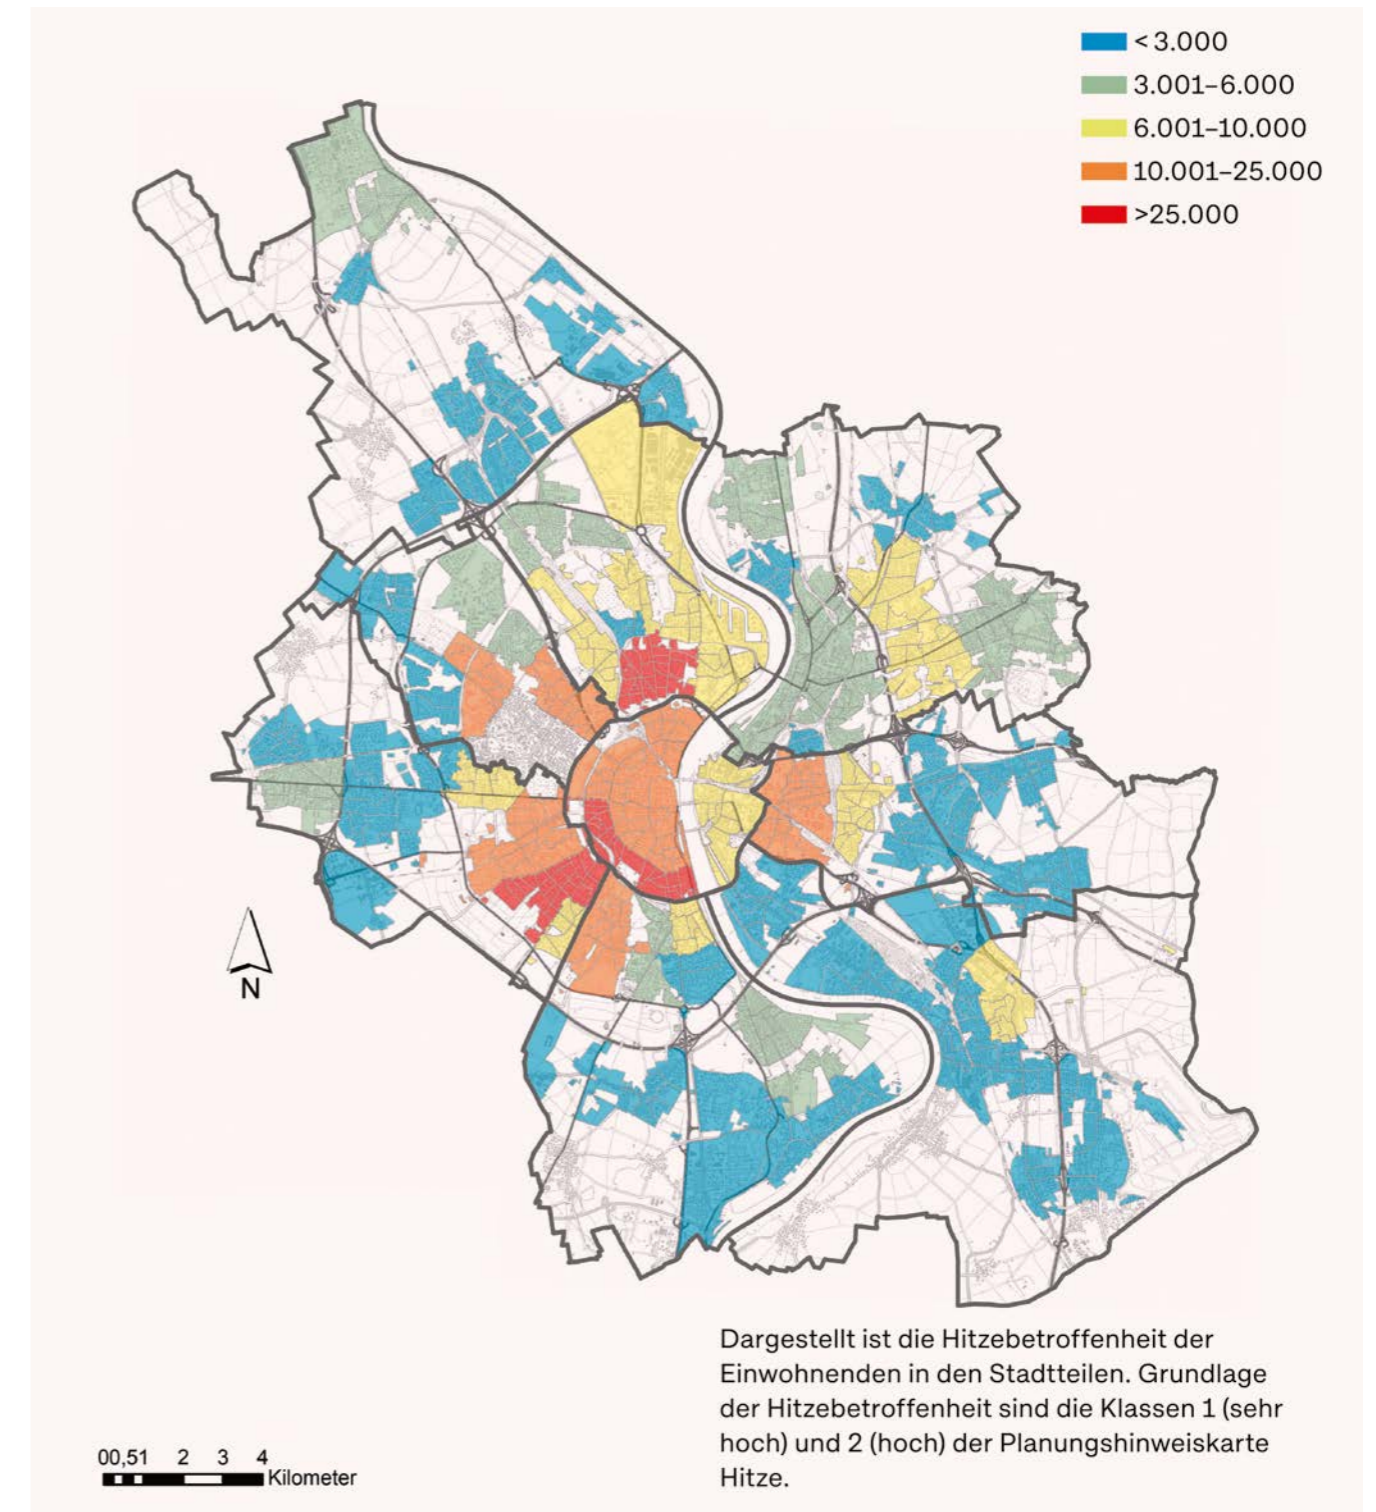 < 3.000
3.001–6.000
6.001–10.000
10.001–25.000
>25.000
N
Dargestellt ist die Hitzebetroffenheit der
Einwohnenden in den Stadtteilen. Grundlage
der Hitzebetroffenheit sind die Klassen 1 (sehr
hoch) und 2 (hoch) der Planungshinweiskarte
Hitze.
00,51 2 3 4
Kilometer